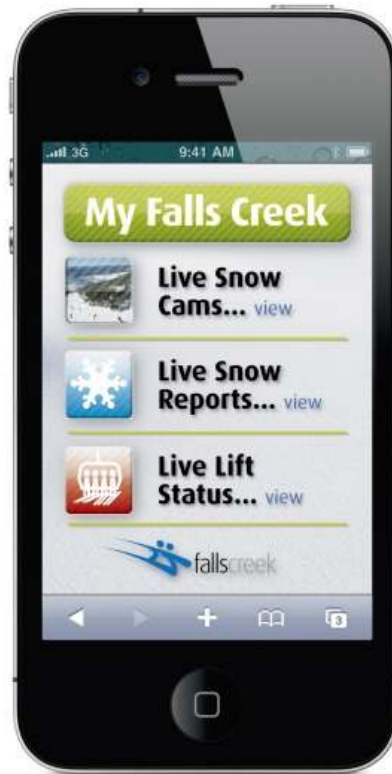 3G 9:41 AM
My Falls Creek
Live Snow
Cams... view
Live Snow
Reports... view
Live Lift
Status... view
fallscreek
3